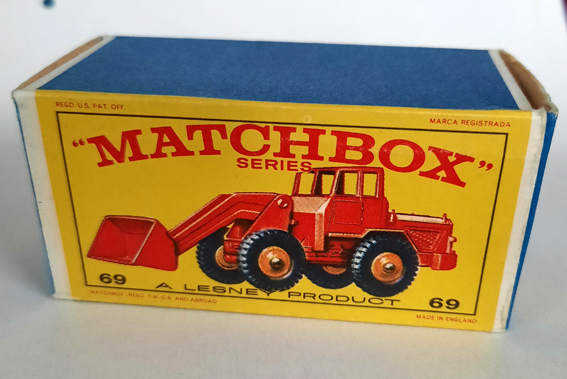 REGD. U.S. PAT. OFF.
MARCA REGISTRADA
"MATCHBOX"
SERIES
69
A LESNEY PRODUCT
69
"MATCHBOX" REGD. T.M. G.B. AND ABROAD
MADE IN ENGLAND